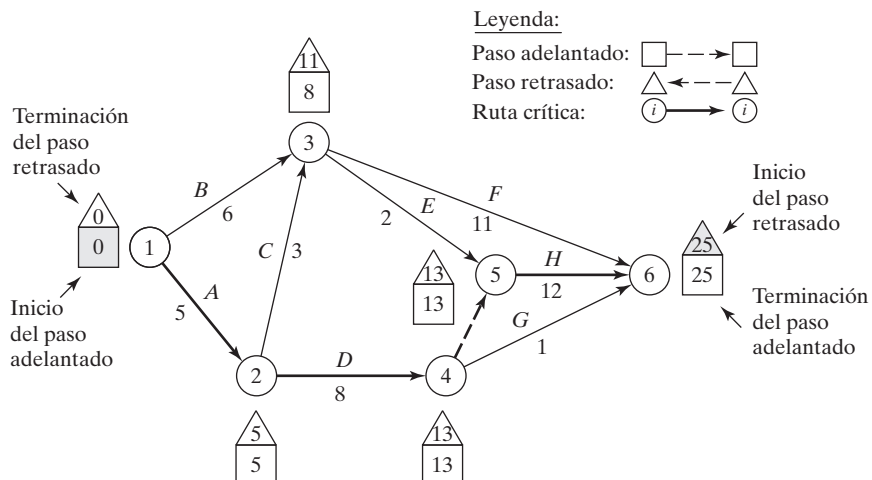 Leyenda:
Paso adelantado:
Paso retrasado:
Ruta crítica: i i
11
8
3
Terminación
del paso
retrasado
0
0
1
Inicio
del paso
adelantado
B
6
A
5
C
3
E
2
F
11
Inicio
del paso
retrasado
13
13
5
H
12
6
25
25
Terminación
del paso
adelantado
G
1
2
D
8
4
5
5
13
13